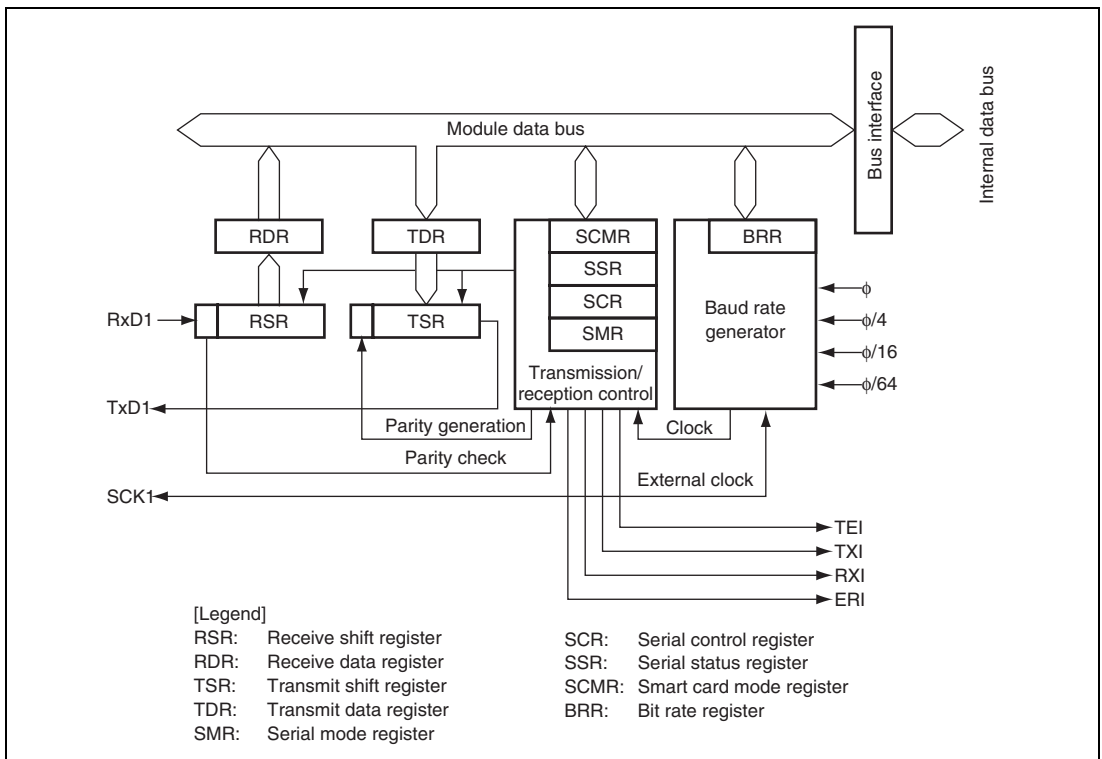 Module data bus
Bus interface
Internal data bus
RDR
TDR
SCMR
BRR
SSR
SCR
SMR
RxD1
RSR
TSR
Baud rate
generator
ϕ
ϕ/4
ϕ/16
ϕ/64
Transmission/
reception control
TxD1
Parity generation
Clock
Parity check
External clock
SCK1
TEI
TXI
RXI
ERI
[Legend]
RSR: Receive shift register
RDR: Receive data register
TSR: Transmit shift register
TDR: Transmit data register
SMR: Serial mode register
SCR: Serial control register
SSR: Serial status register
SCMR: Smart card mode register
BRR: Bit rate register